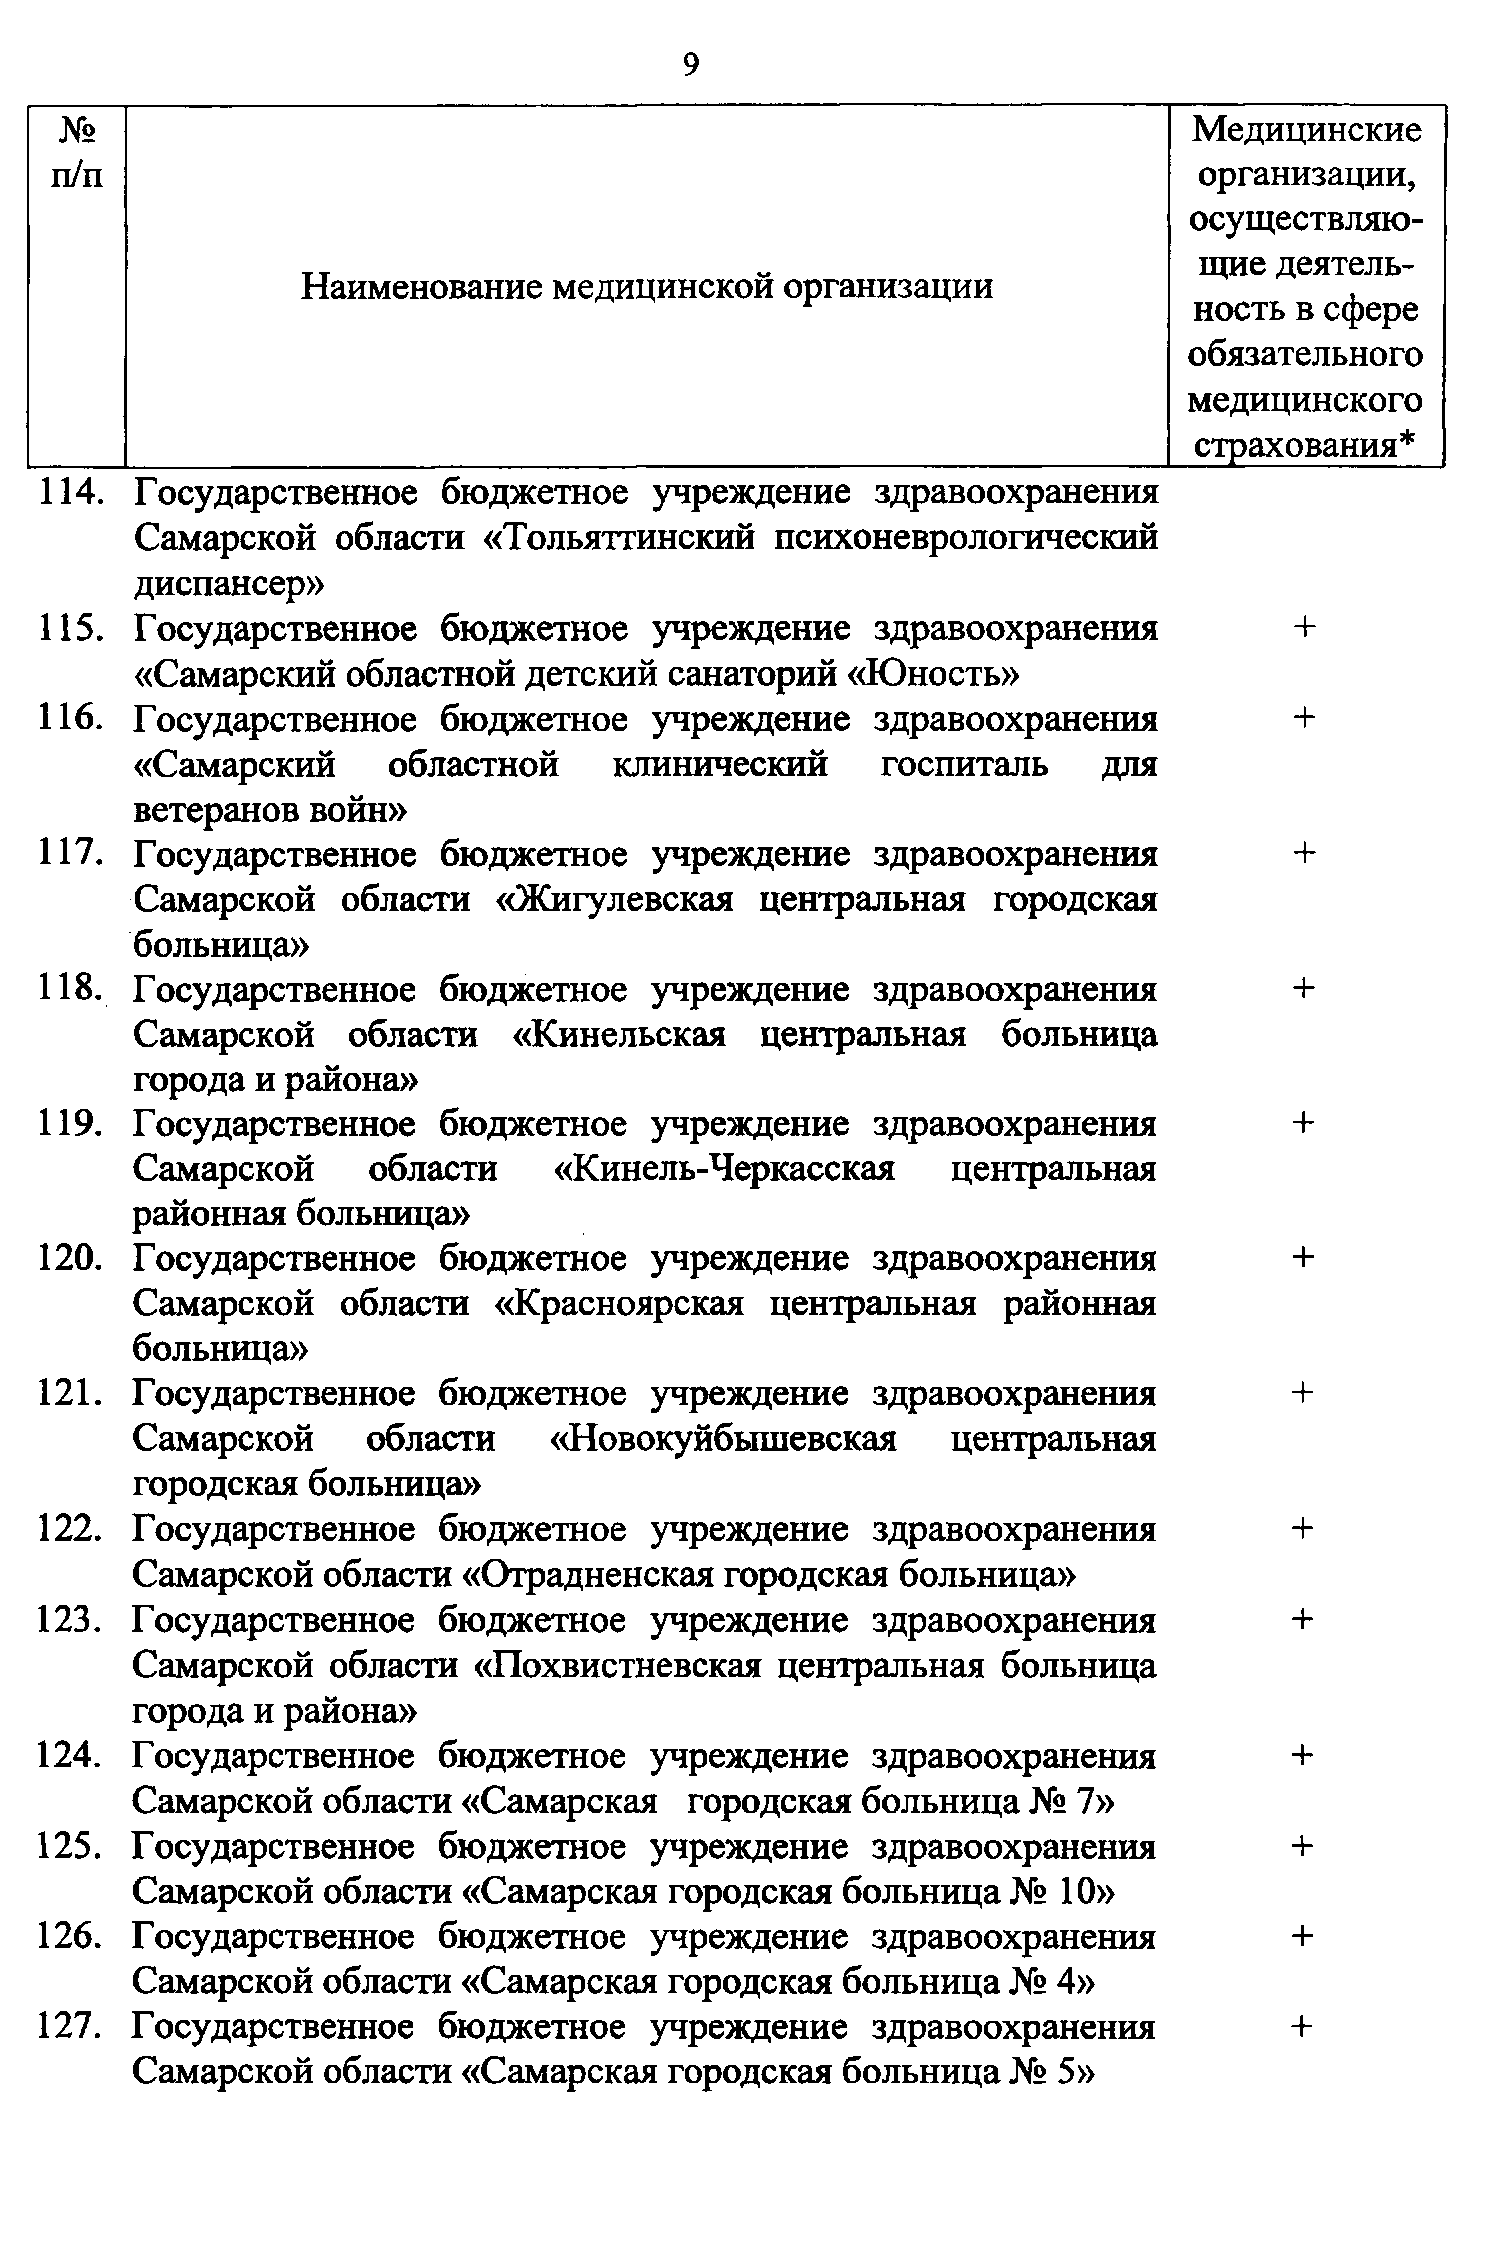 9
№
п/п
Наименование медицинской организации
Медицинские
организации,
осуществляю-
щие деятель-
ность в сфере
обязательного
медицинского
страхования*
114. Государственное бюджетное учреждение здравоохранения
Самарской области «Тольяттинский психоневрологический
диспансер»
115. Государственное бюджетное учреждение здравоохранения +
«Самарский областной детский санаторий «Юность»
116. Государственное бюджетное учреждение здравоохранения +
«Самарский областной клинический госпиталь для
ветеранов войн»
117. Государственное бюджетное учреждение здравоохранения +
Самарской области «Жигулевская центральная городская
больница»
118. Государственное бюджетное учреждение здравоохранения +
Самарской области «Кинельская центральная больница
города и района»
119. Государственное бюджетное учреждение здравоохранения +
Самарской области «Кинель-Черкасская центральная
районная больница»
120. Государственное бюджетное учреждение здравоохранения +
Самарской области «Красноярская центральная районная
больница»
121. Государственное бюджетное учреждение здравоохранения +
Самарской области «Новокуйбышевская центральная
городская больница»
122. Государственное бюджетное учреждение здравоохранения +
Самарской области «Отрадненская городская больница»
123. Государственное бюджетное учреждение здравоохранения +
Самарской области «Похвистневская центральная больница
города и района»
124. Государственное бюджетное учреждение здравоохранения +
Самарской области «Самарская городская больница № 7»
125. Государственное бюджетное учреждение здравоохранения +
Самарской области «Самарская городская больница № 10»
126. Государственное бюджетное учреждение здравоохранения +
Самарской области «Самарская городская больница № 4»
127. Государственное бюджетное учреждение здравоохранения +
Самарской области «Самарская городская больница № 5»